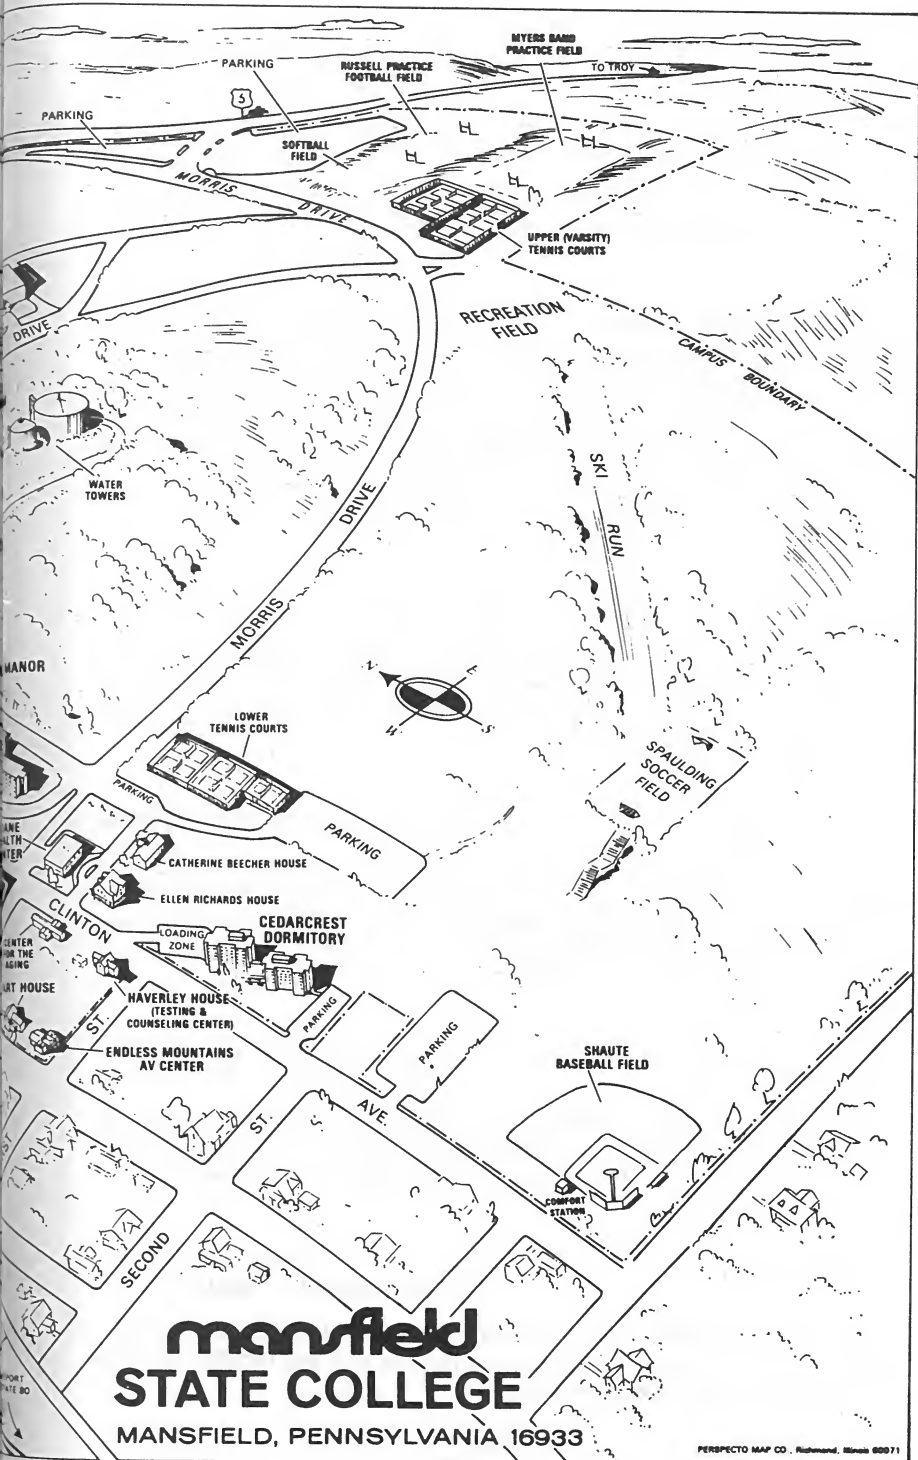 MYERS BAND
PRACTICE FIELD
PARKING
RUSSELL PRACTICE
FOOTBALL FIELD
TO TROY
PARKING
5
SOFTBALL
FIELD
MORRIS
DRIVE
UPPER (VARSITY)
TENNIS COURTS
RECREATION
FIELD
DRIVE
CAMPUS
BOUNDARY
WATER
TOWERS
SKI
RUN
DRIVE
MORRIS
MANOR
N
E
W
S
LOWER
TENNIS COURTS
SPAULDING
SOCCER
FIELD
PARKING
PARKING
CATHERINE BEECHER HOUSE
ELLEN RICHARDS HOUSE
CLINTON
LOADING
ZONE
CEDARCREST
DORMITORY
CENTER
FOR THE
AGING
ART HOUSE
HAVERLEY HOUSE
(TESTING &
COUNSELING CENTER)
ST.
PARKING
PARKING
ENDLESS MOUNTAINS
AV CENTER
SHAUTE
BASEBALL FIELD
AVE.
ST.
COMFORT
STATION
ST
SECOND
mansfield
STATE COLLEGE
MANSFIELD, PENNSYLVANIA 16933
PERSPECTO MAP CO., Richmond, Illinois 60071